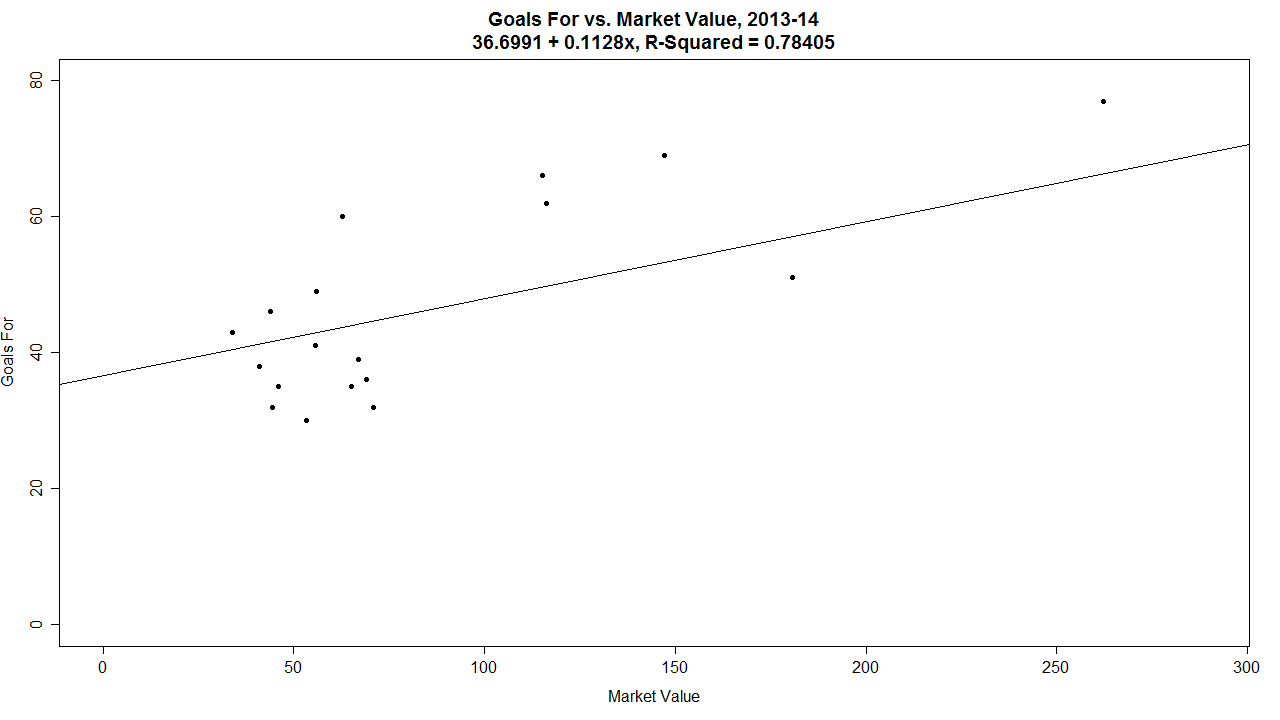 Goals For vs. Market Value, 2013-14
36.6991 + 0.1128x, R-Squared = 0.78405
Goals For
80
60
40
20
0
0 50 100 150 200 250 300
Market Value